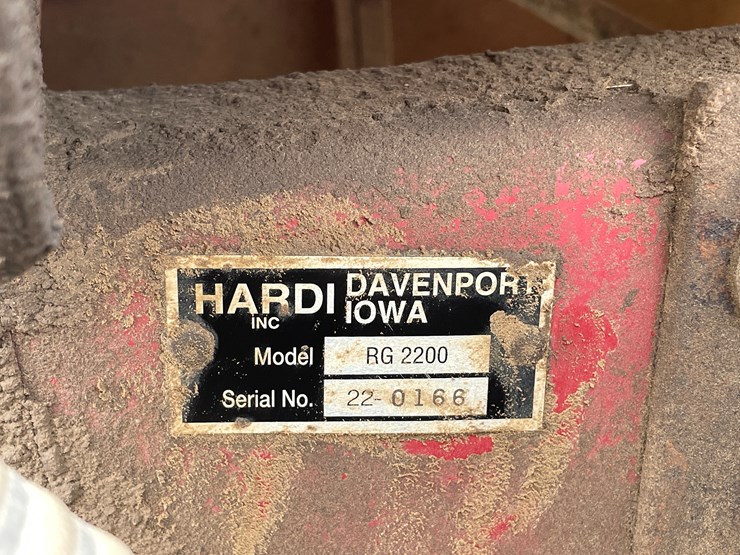 HARDI INC DAVENPORT IOWA
Model RG 2200
Serial No. 22-0166